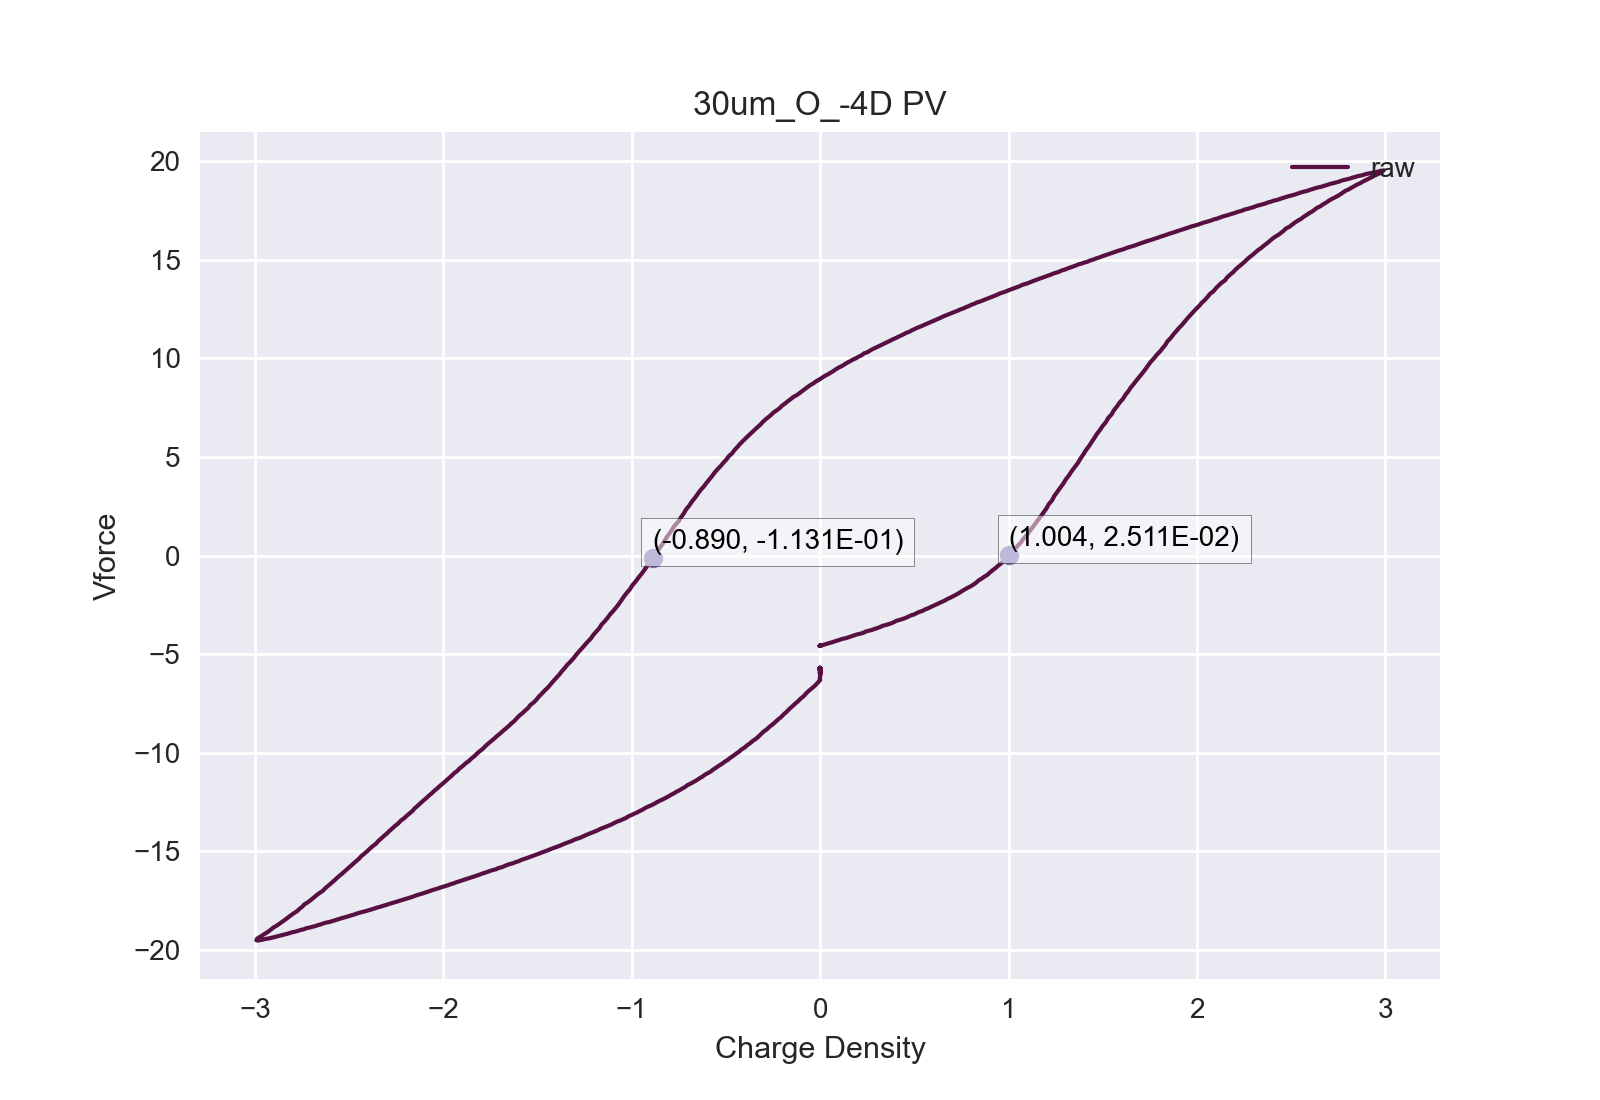 30um_O_-4D PV
raw
20
15
10
5
0
−5
−10
−15
−20
Vforce
(-0.890, -1.131E-01)
(1.004, 2.511E-02)
−3
−2
−1
0
1
2
3
Charge Density